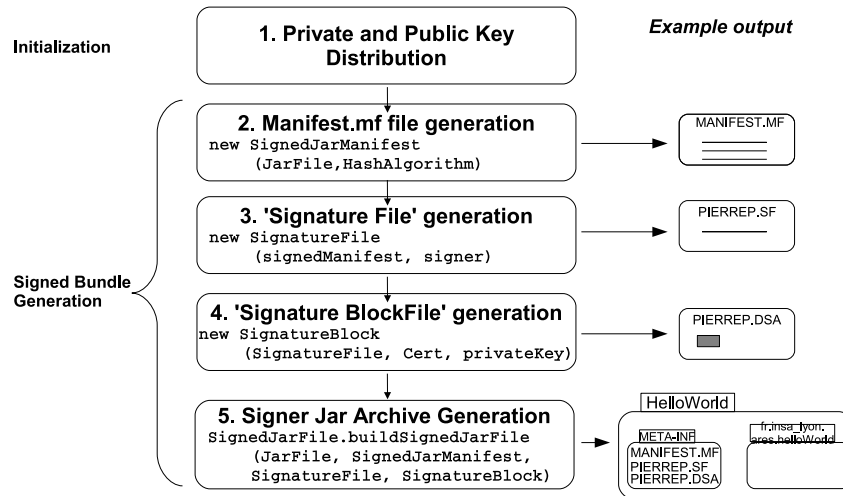 Initialization
1. Private and Public Key
Distribution
Example output
2. Manifest.mf file generation
new SignedJarManifest
(JarFile,HashAlgorithm)
MANIFEST.MF
3. 'Signature File' generation
new SignatureFile
(signedManifest, signer)
PIERREP.SF
Signed Bundle
Generation
4. 'Signature BlockFile' generation
new SignatureBlock
(SignatureFile, Cert, privateKey)
PIERREP.DSA
5. Signer Jar Archive Generation
SignedJarFile.buildSignedJarFile
(JarFile, SignedJarManifest,
SignatureFile, SignatureBlock)
HelloWorld
META-INF
MANIFEST.MF
PIERREP.SF
PIERREP.DSA
fr.insa_lyon.
ares.helloWorld